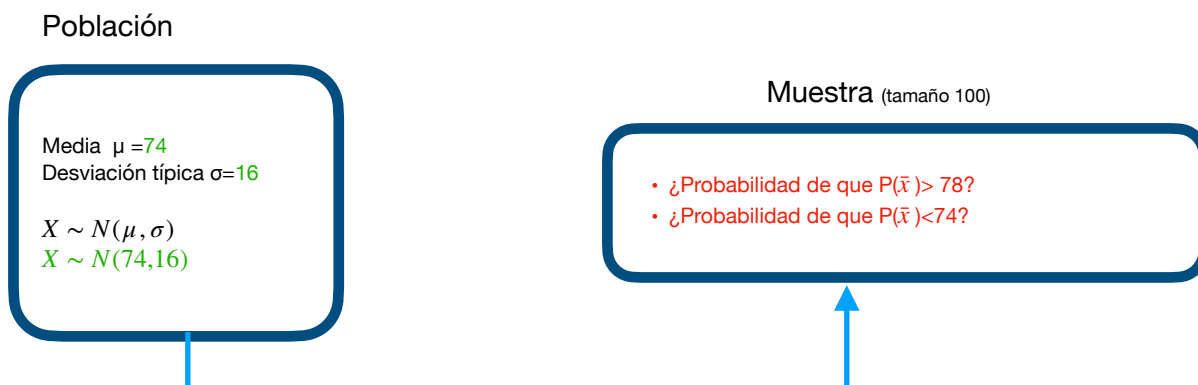 Población
Media μ =74
Desviación típica σ=16
X ∼ N(μ, σ)
X ∼ N(74,16)
Muestra (tamaño 100)
• ¿Probabilidad de que P(x̄ )> 78?
• ¿Probabilidad de que P(x̄ )<74?